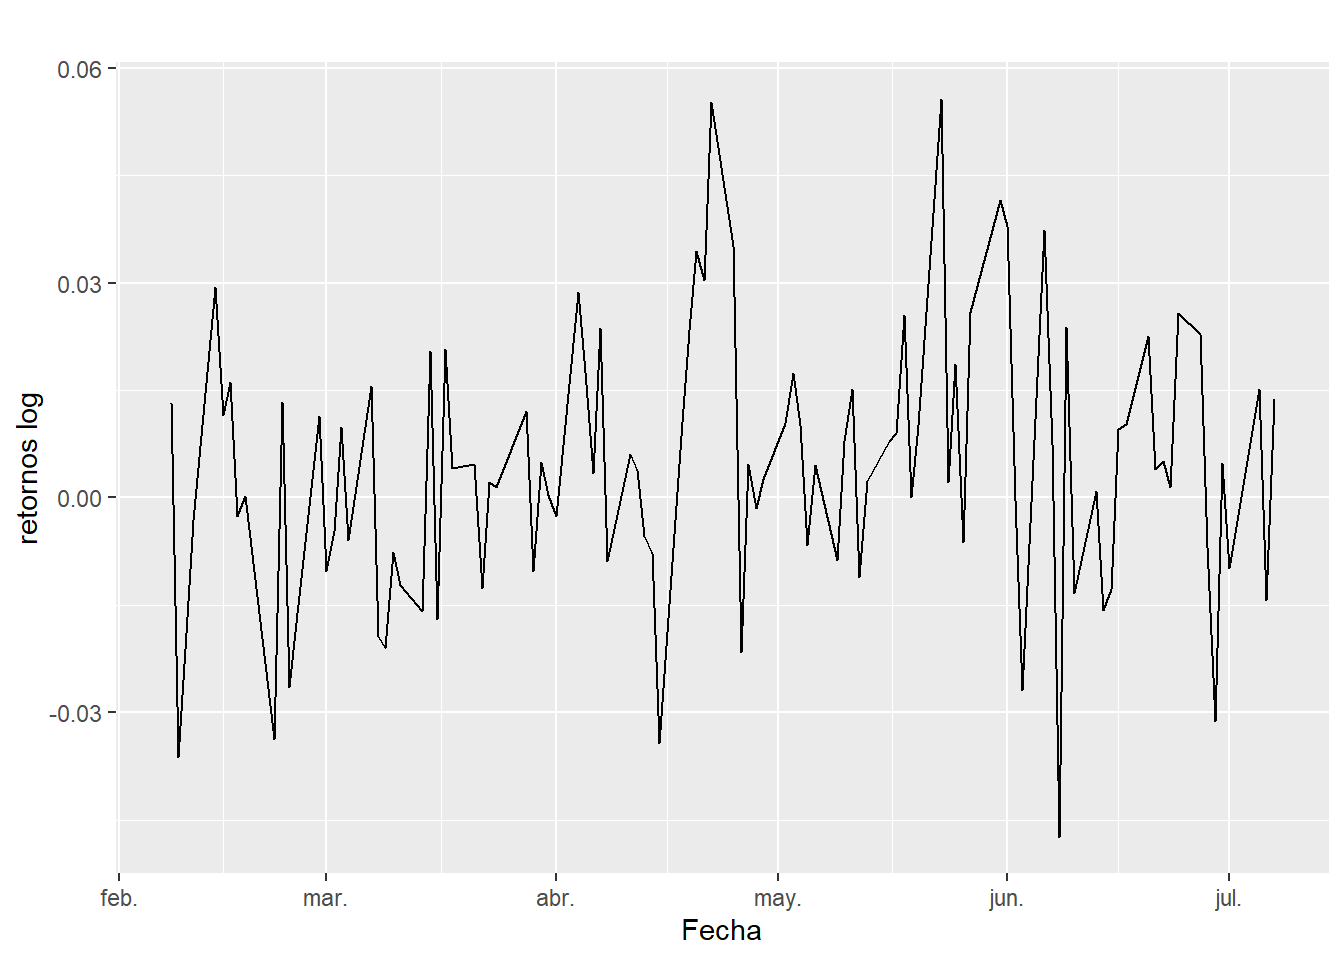 0.06
0.03
0.00
-0.03
retornos log
feb.
mar.
abr.
may.
jun.
jul.
Fecha